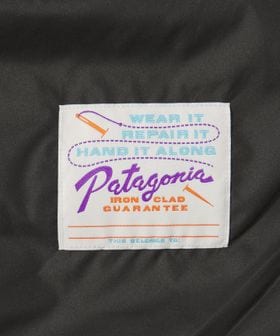 WEAR IT
REPAIR IT
HAND IT ALONG
Patagonia
IRON CLAD
GUARANTEE
THIS BELONGS TO: